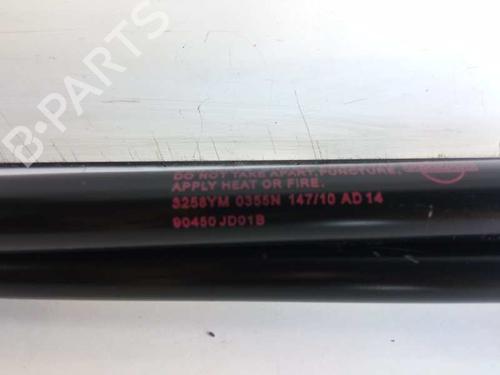 B-PARTS
DO NOT TAKE APART, PUNCTURE,
APPLY HEAT OR FIRE.
3258YM 0355N 147/10 AD 14
90450 JD01B